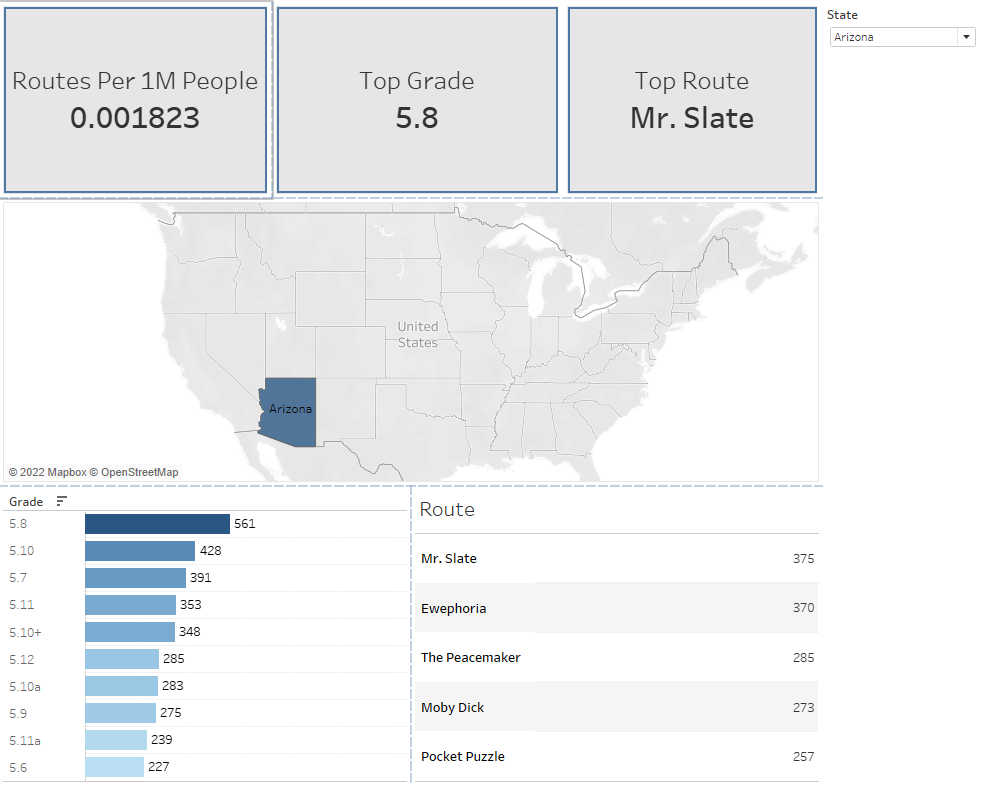 Routes Per 1M People
0.001823
Top Grade
5.8
Top Route
Mr. Slate
State
Arizona
United
States
Arizona
© 2022 Mapbox © OpenStreetMap
Grade
5.8 561
5.10 428
5.7 391
5.11 353
5.10+ 348
5.12 285
5.10a 283
5.9 275
5.11a 239
5.6 227
Route
Mr. Slate 375
Ewephoria 370
The Peacemaker 285
Moby Dick 273
Pocket Puzzle 257